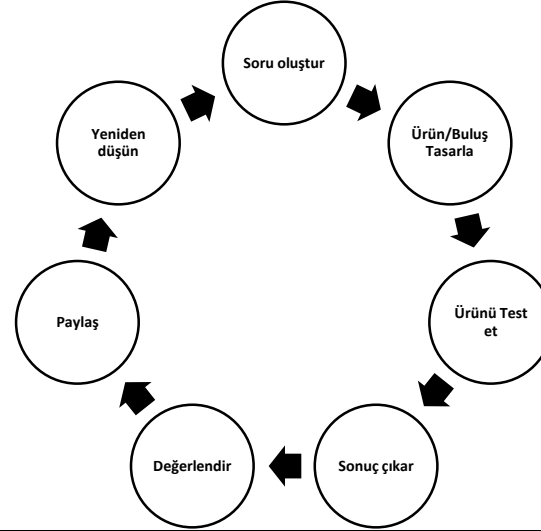 Soru oluştur
Ürün/Buluş
Tasarla
Ürünü Test
et
Sonuç çıkar
Değerlendir
Paylaş
Yeniden
düşün